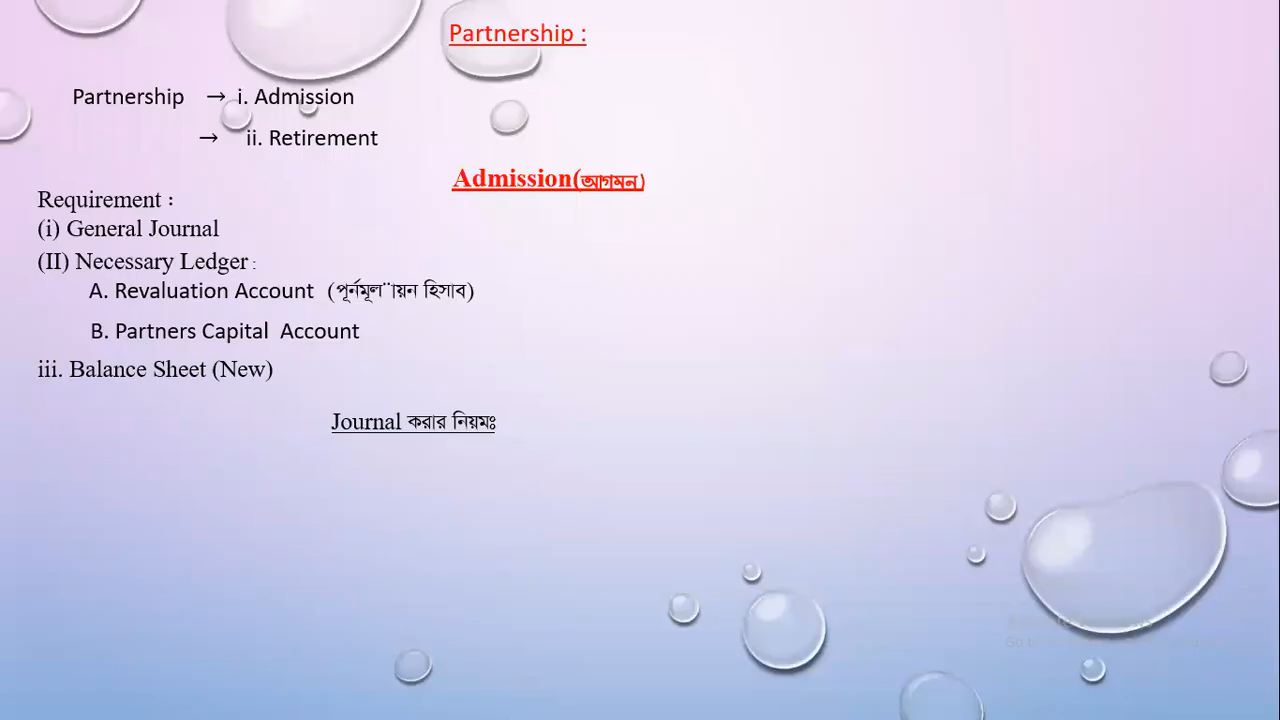 Partnership :
Partnership → i. Admission
→ ii. Retirement
Admission(আগমন)
Requirement :
(i) General Journal
(II) Necessary Ledger :
A. Revaluation Account (পূর্নমূল¨ায়ন হিসাব)
B. Partners Capital Account
iii. Balance Sheet (New)
Journal করার নিয়মঃ